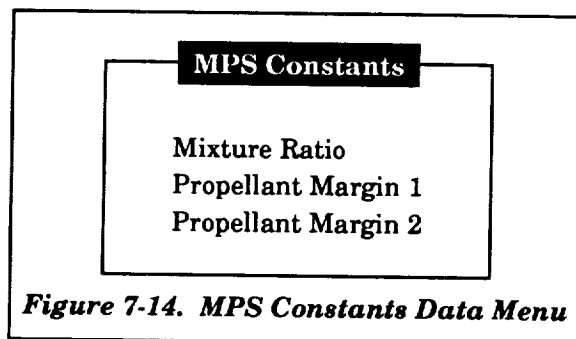 MPS Constants
Mixture Ratio
Propellant Margin 1
Propellant Margin 2
Figure 7-14. MPS Constants Data Menu